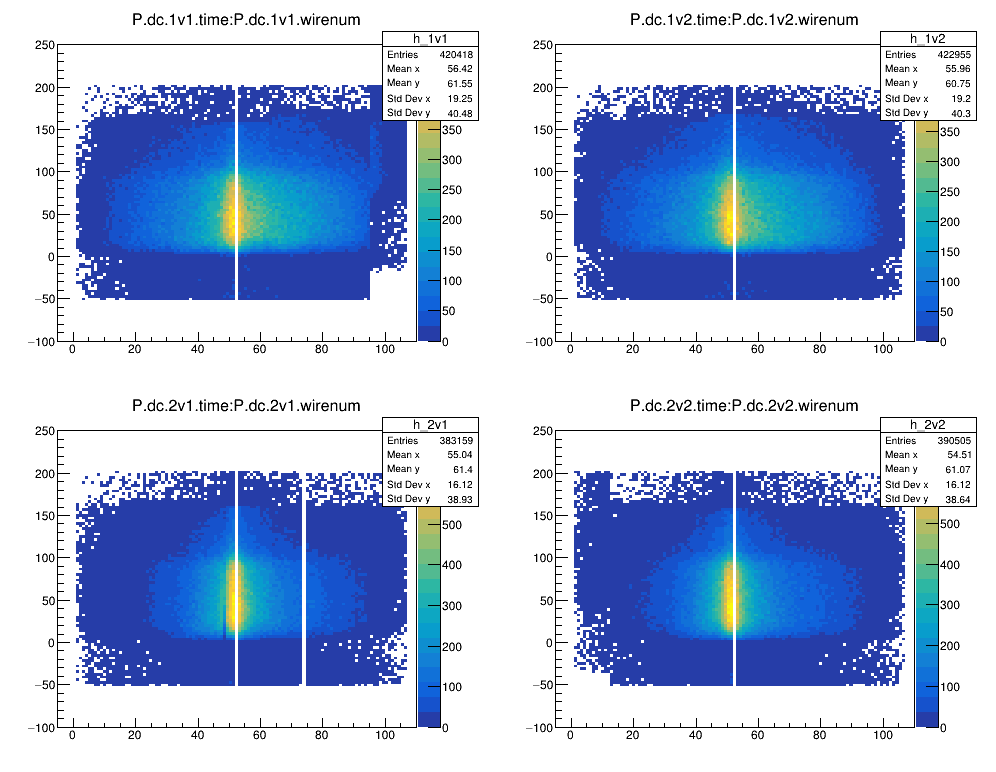 P.dc.1v1.time:P.dc.1v1.wirenum
h_1v1
Entries 420418
Mean x 56.42
Mean y 61.55
Std Dev x 19.25
Std Dev y 40.48
250
200
150
100
50
0
−50
−100
0 20 40 60 80 100
350
300
250
200
150
100
50
0
P.dc.1v2.time:P.dc.1v2.wirenum
h_1v2
Entries 422955
Mean x 55.96
Mean y 60.75
Std Dev x 19.2
Std Dev y 40.3
250
200
150
100
50
0
−50
−100
0 20 40 60 80 100
350
300
250
200
150
100
50
0
P.dc.2v1.time:P.dc.2v1.wirenum
h_2v1
Entries 383159
Mean x 55.04
Mean y 61.4
Std Dev x 16.12
Std Dev y 38.93
250
200
150
100
50
0
−50
−100
0 20 40 60 80 100
500
400
300
200
100
0
P.dc.2v2.time:P.dc.2v2.wirenum
h_2v2
Entries 390505
Mean x 54.51
Mean y 61.07
Std Dev x 16.12
Std Dev y 38.64
250
200
150
100
50
0
−50
−100
0 20 40 60 80 100
500
400
300
200
100
0